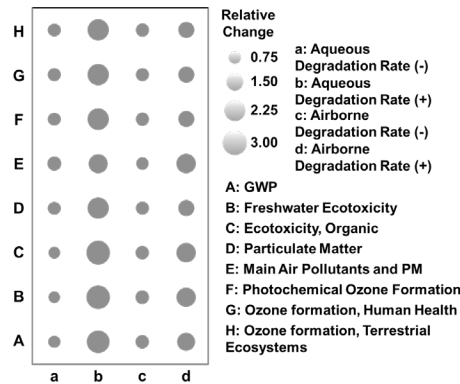 H
G
F
E
D
C
B
A
a b c d
Relative
Change
0.75
1.50
2.25
3.00
a: Aqueous
Degradation Rate (-)
b: Aqueous
Degradation Rate (+)
c: Airborne
Degradation Rate (-)
d: Airborne
Degradation Rate (+)
A: GWP
B: Freshwater Ecotoxicity
C: Ecotoxicity, Organic
D: Particulate Matter
E: Main Air Pollutants and PM
F: Photochemical Ozone Formation
G: Ozone formation, Human Health
H: Ozone formation, Terrestrial
Ecosystems